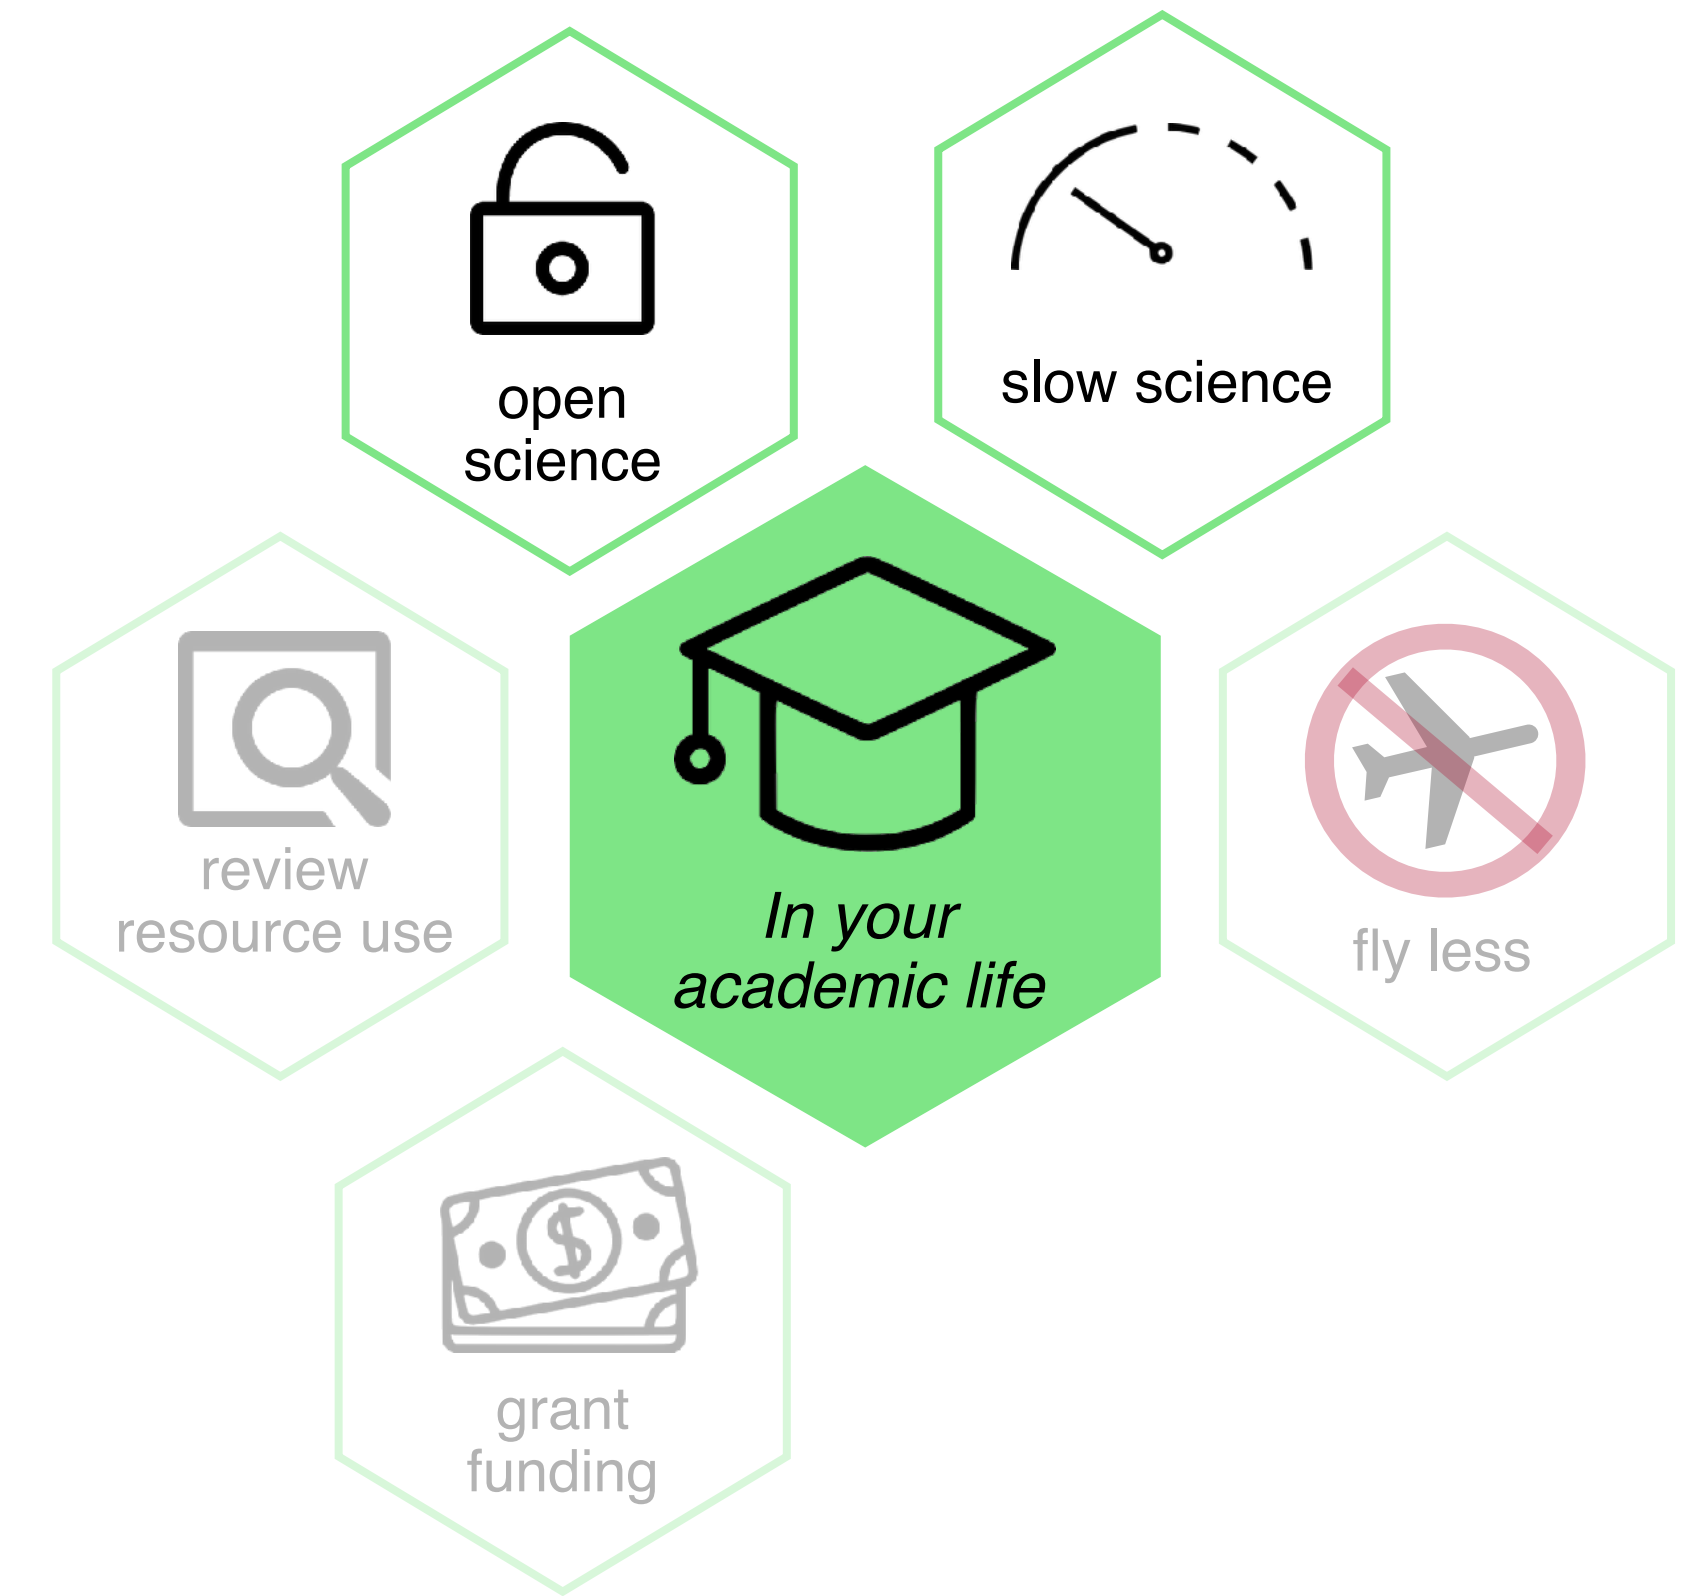 open
science
slow science
review
resource use
In your
academic life
fly less
grant
funding